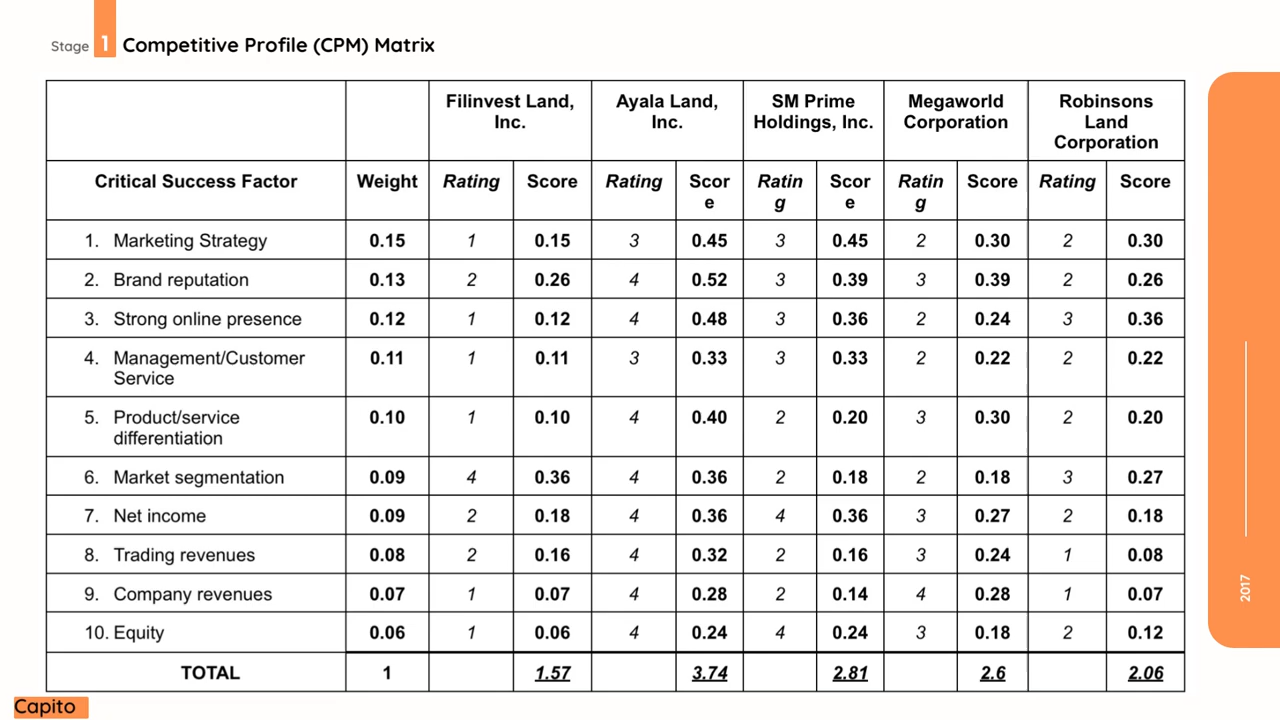 Stage 1 Competitive Profile (CPM) Matrix
Filinvest Land, Inc. Ayala Land, Inc. SM Prime Holdings, Inc. Megaworld Corporation Robinsons Land Corporation
Critical Success Factor Weight Rating Score Rating Score Rating Score Rating Score Rating Score
1. Marketing Strategy 0.15 1 0.15 3 0.45 3 0.45 2 0.30 2 0.30
2. Brand reputation 0.13 2 0.26 4 0.52 3 0.39 3 0.39 2 0.26
3. Strong online presence 0.12 1 0.12 4 0.48 3 0.36 2 0.24 3 0.36
4. Management/Customer Service 0.11 1 0.11 3 0.33 3 0.33 2 0.22 2 0.22
5. Product/service differentiation 0.10 1 0.10 4 0.40 2 0.20 3 0.30 2 0.20
6. Market segmentation 0.09 4 0.36 4 0.36 2 0.18 2 0.18 3 0.27
7. Net income 0.09 2 0.18 4 0.36 4 0.36 3 0.27 2 0.18
8. Trading revenues 0.08 2 0.16 4 0.32 2 0.16 3 0.24 1 0.08
9. Company revenues 0.07 1 0.07 4 0.28 2 0.14 4 0.28 1 0.07
10. Equity 0.06 1 0.06 4 0.24 4 0.24 3 0.18 2 0.12
TOTAL 1 1.57 3.74 2.81 2.6 2.06
Capito
2017